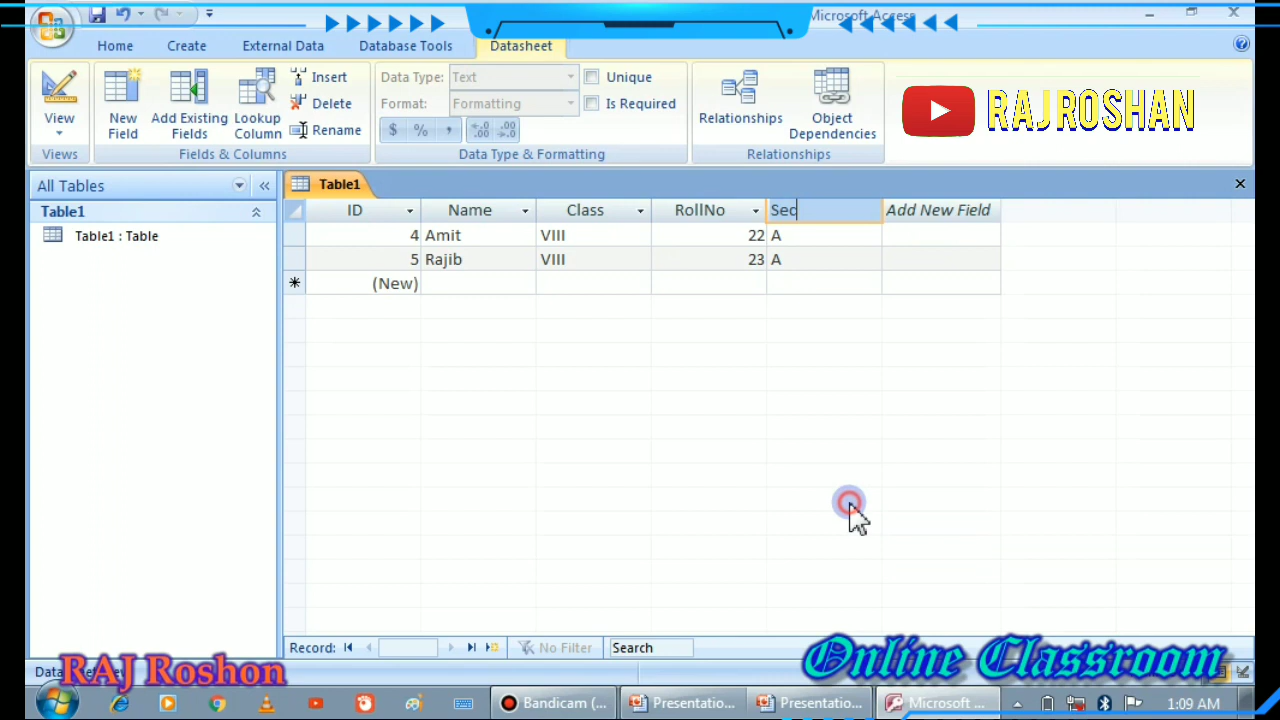 Microsoft Access
Home Create External Data Database Tools Datasheet
View
New Field
Add Existing Fields
Lookup Column
Insert
Delete
Rename
Data Type: Text
Format: Formatting
$ % , +.0 .00 .00 +.0
Unique
Is Required
Relationships
Object Dependencies
Views Fields & Columns Data Type & Formatting Relationships
RAJ ROSHAN
All Tables
Table1
Table1 : Table
Table1
ID Name Class RollNo Sec Add New Field
4 Amit VIII 22 A
5 Rajib VIII 23 A
(New)
Record: No Filter Search
RAJ Roshon
Online Classroom
Bandicam (... Presentatio... Presentatio... Microsoft ... 1:09 AM